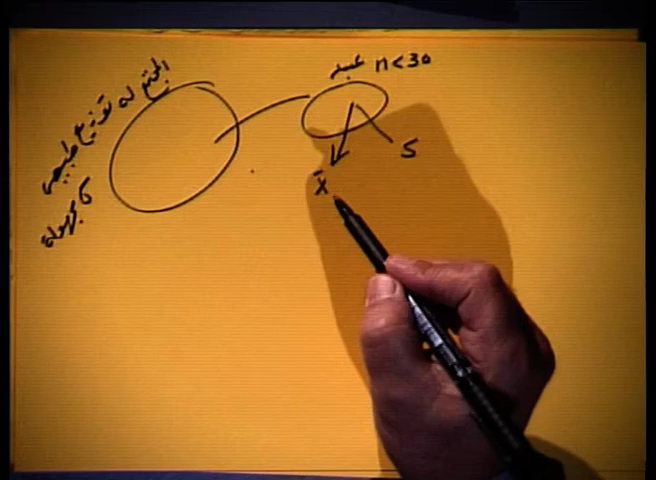 المجتمع له توزيع طبيعي
σ مجهولة
عينة n<30
x̄
S